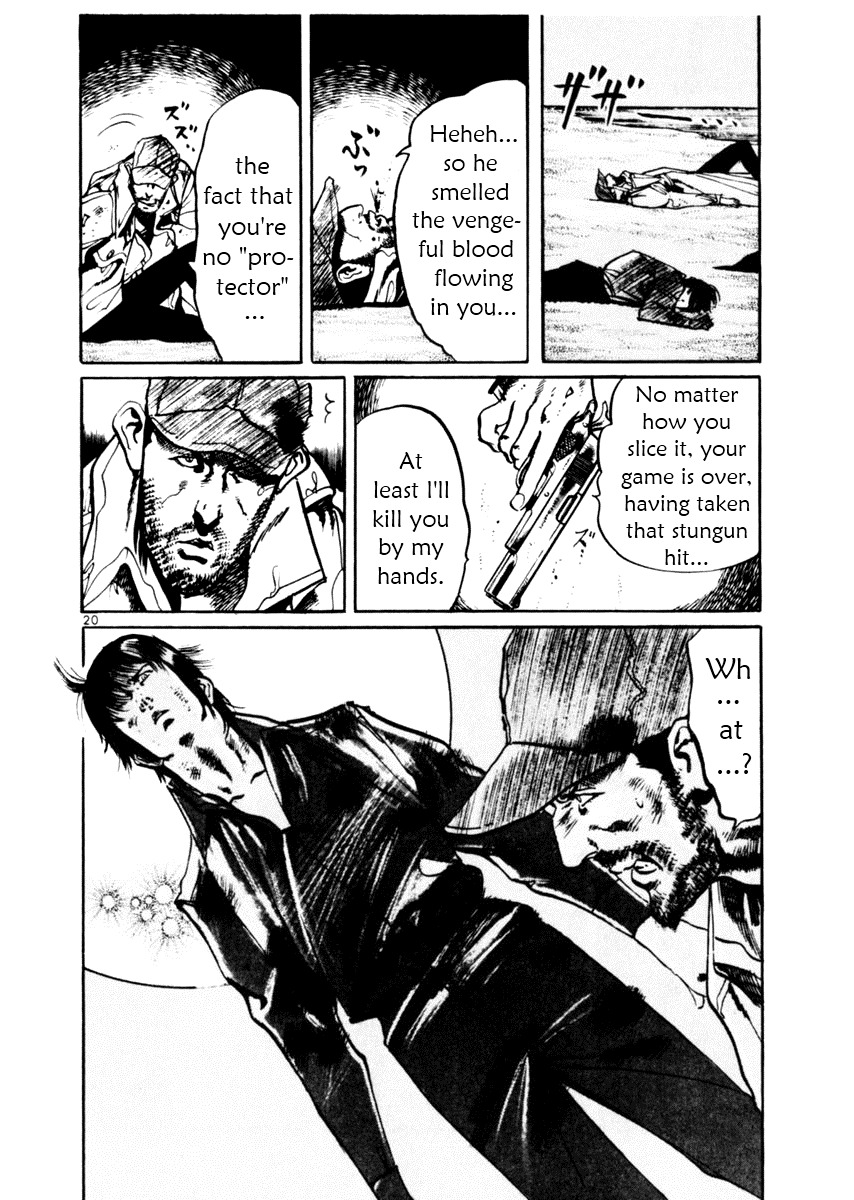 ザザ
Heheh...
so he
smelled
the venge-
ful blood
flowing
in you...
ぶっ
the
fact that
you're
no "pro-
tector"
...
ズズ
No matter
how you
slice it, your
game is over,
having taken
that stungun
hit...
ズ
At
least I'll
kill you
by my
hands.
20
Wh
...
at
...?